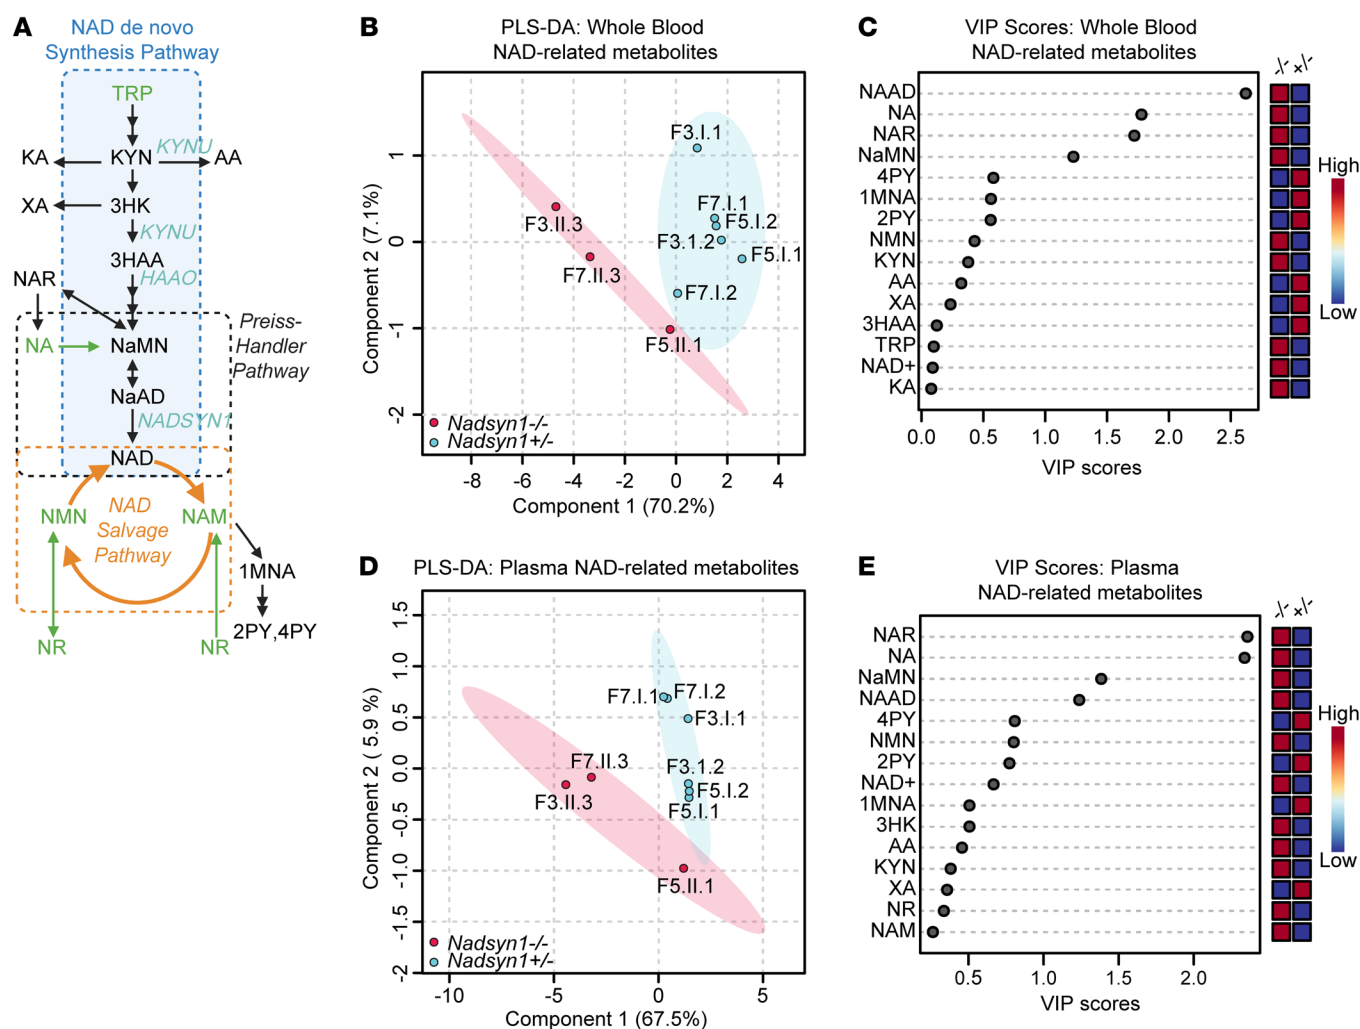 A
NAD de novo
Synthesis Pathway
TRP
KA
KYN
KYNU
AA
XA
3HK
KYNU
3HAA
HAAO
NAR
NA
NaMN
Preiss-
Handler
Pathway
NaAD
NADSYN1
NAD
NMN
NAD
Salvage
Pathway
NAM
1MNA
2PY,4PY
NR
NR
B
PLS-DA: Whole Blood
NAD-related metabolites
Component 2 (7.1%)
1
0
-1
-2
F3.I.1
F3.II.3
F7.I.1
F5.I.2
F3.1.2
F5.I.1
F7.II.3
F7.I.2
F5.II.1
Nadsyn1-/-
Nadsyn1+/-
-8 -6 -4 -2 0 2 4
Component 1 (70.2%)
C
VIP Scores: Whole Blood
NAD-related metabolites
-/- +/-
NAAD
NA
NAR
NaMN
4PY
1MNA
2PY
NMN
KYN
AA
XA
3HAA
TRP
NAD+
KA
High
Low
0.0 0.5 1.0 1.5 2.0 2.5
VIP scores
D
PLS-DA: Plasma NAD-related metabolites
Component 2 ( 5.9 %)
1.5
1.0
0.5
0.0
-0.5
-1.0
-1.5
-2
F7.I.1
F7.I.2
F3.I.1
F7.II.3
F3.II.3
F3.1.2
F5.I.2
F5.I.1
F5.II.1
Nadsyn1-/-
Nadsyn1+/-
-10 -5 0 5
Component 1 (67.5%)
E
VIP Scores: Plasma
NAD-related metabolites
-/- +/-
NAR
NA
NaMN
NAAD
4PY
NMN
2PY
NAD+
1MNA
3HK
AA
KYN
XA
NR
NAM
High
Low
0.5 1.0 1.5 2.0
VIP scores